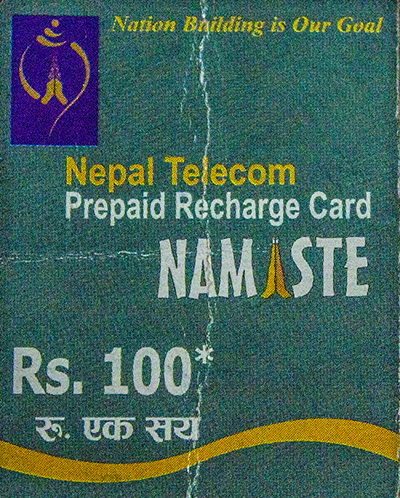 Nation Building is Our Goal
Nepal Telecom
Prepaid Recharge Card
NAMASTE
Rs. 100*
रू. एक सय